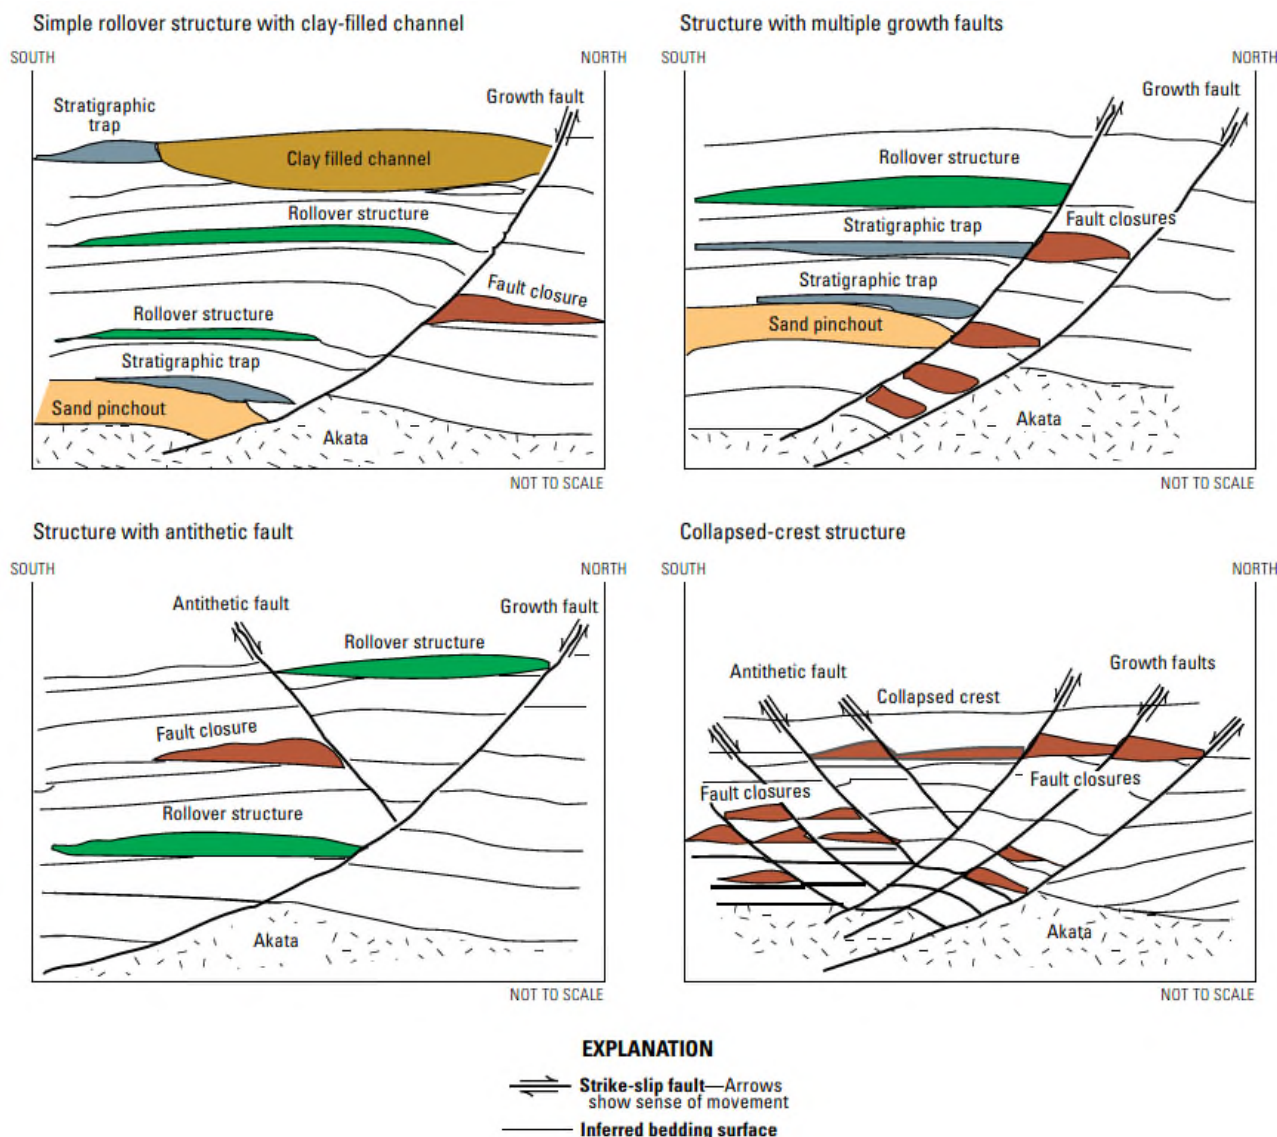 Simple rollover structure with clay-filled channel
SOUTH
NORTH
Growth fault
Stratigraphic
trap
Clay filled channel
Rollover structure
Fault closure
Rollover structure
Stratigraphic trap
Sand pinchout
Akata
NOT TO SCALE
Structure with multiple growth faults
SOUTH
NORTH
Growth fault
Rollover structure
Fault closures
Stratigraphic trap
Stratigraphic trap
Sand pinchout
Akata
NOT TO SCALE
Structure with antithetic fault
SOUTH
NORTH
Antithetic fault
Growth fault
Rollover structure
Fault closure
Rollover structure
Akata
NOT TO SCALE
Collapsed-crest structure
SOUTH
NORTH
Antithetic fault
Growth faults
Collapsed crest
Fault closures
Fault closures
Akata
NOT TO SCALE
EXPLANATION
Strike-slip fault—Arrows
show sense of movement
Inferred bedding surface